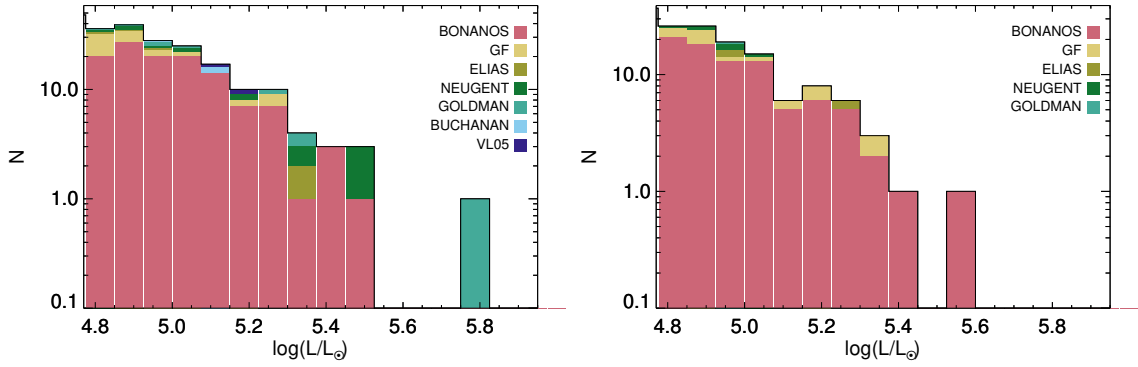 BONANOS
GF
ELIAS
NEUGENT
GOLDMAN
BUCHANAN
VL05
10.0
1.0
0.1
N
4.8 5.0 5.2 5.4 5.6 5.8
log(L/L☉)
BONANOS
GF
ELIAS
NEUGENT
GOLDMAN
10.0
1.0
0.1
N
4.8 5.0 5.2 5.4 5.6 5.8
log(L/L☉)